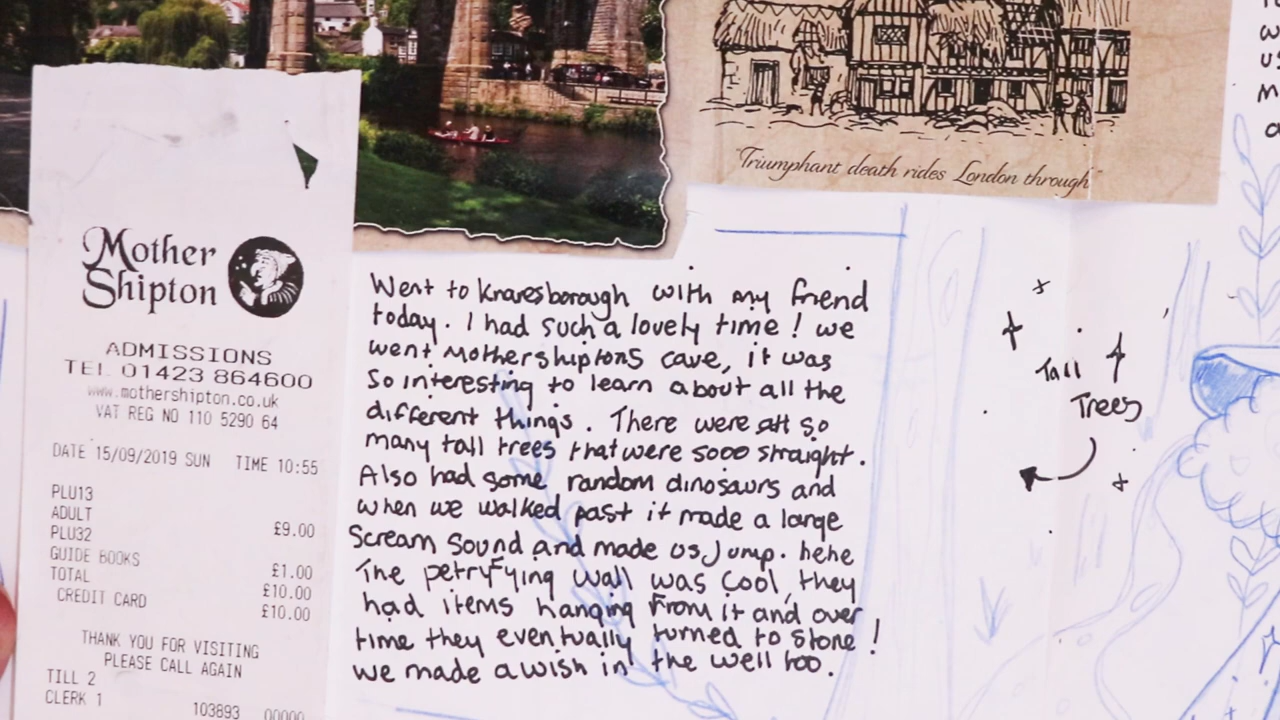 "Triumphant death rides London through"
Mother
Shipton
ADMISSIONS
TEL 01423 864600
www.mothershipton.co.uk
VAT REG NO 110 5290 64
DATE 15/09/2019 SUN TIME 10:55
PLU13
ADULT £9.00
PLU32
GUIDE BOOKS £1.00
TOTAL £10.00
CREDIT CARD £10.00
THANK YOU FOR VISITING
PLEASE CALL AGAIN
TILL 2
CLERK 1 103893 00000
Went to Knaresborough with my friend
today. I had such a lovely time! we
went Mothershiptons cave, it was
so interesting to learn about all the
different things. There were so
many tall trees that were sooo straight.
Also had some random dinosaurs and
when we walked past it made a large
Scream sound and made us jump. hehe
The petryfying wall was cool, they
had items hanging from it and over
time they eventually turned to stone!
we made a wish in the well too.
Tall
Trees